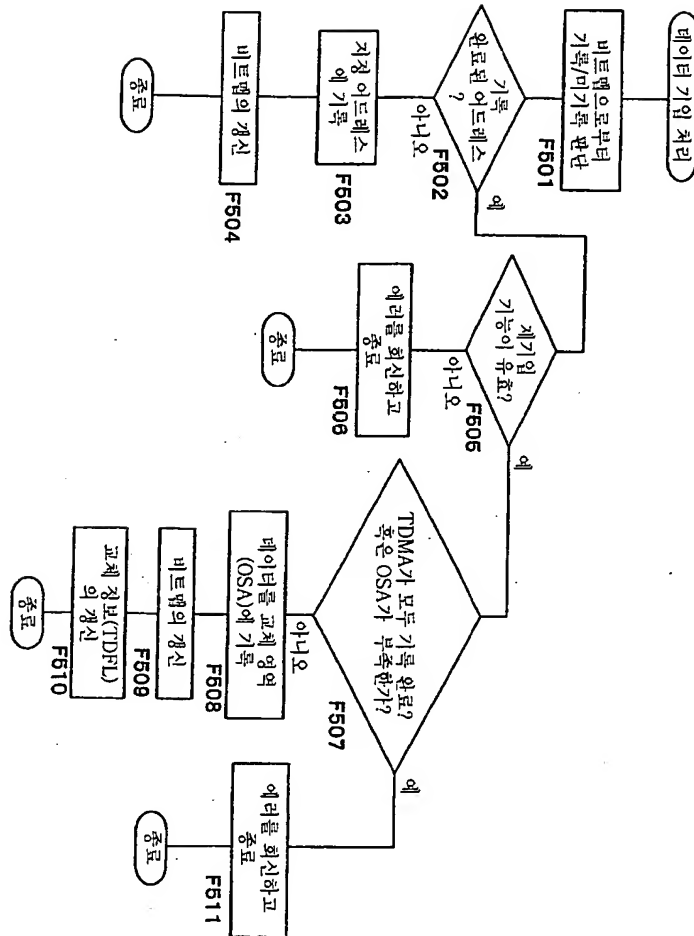 데이터 기입 처리
비트맵으로부터
기록/미기록 판단
F501
기록
완료된 어드레스
?
F502
아니오
예
지정 어드레스
에 기록
F503
비트맵의 갱신
F504
종료
재기입
기능이 유효?
F505
아니오
예
에러를 회신하고
종료
F506
종료
TDMA가 모두 기록 완료?
혹은 OSA가 부족한가?
F507
아니오
예
데이터를 교체 영역
(OSA)에 기록
F508
비트맵의 갱신
F509
교체 정보(TDFL)
의 갱신
F510
종료
에러를 회신하고
종료
F511
종료